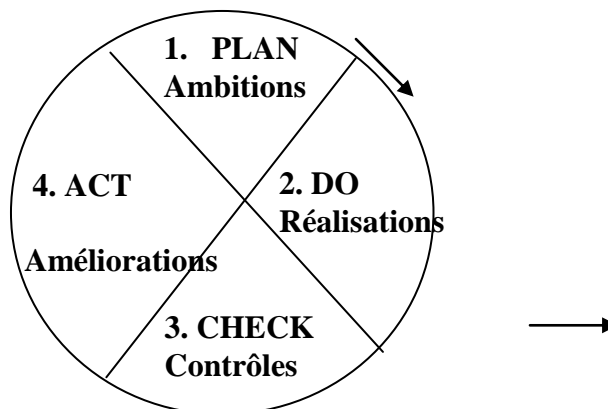 1. PLAN
Ambitions
2. DO
Réalisations
3. CHECK
Contrôles
4. ACT
Améliorations